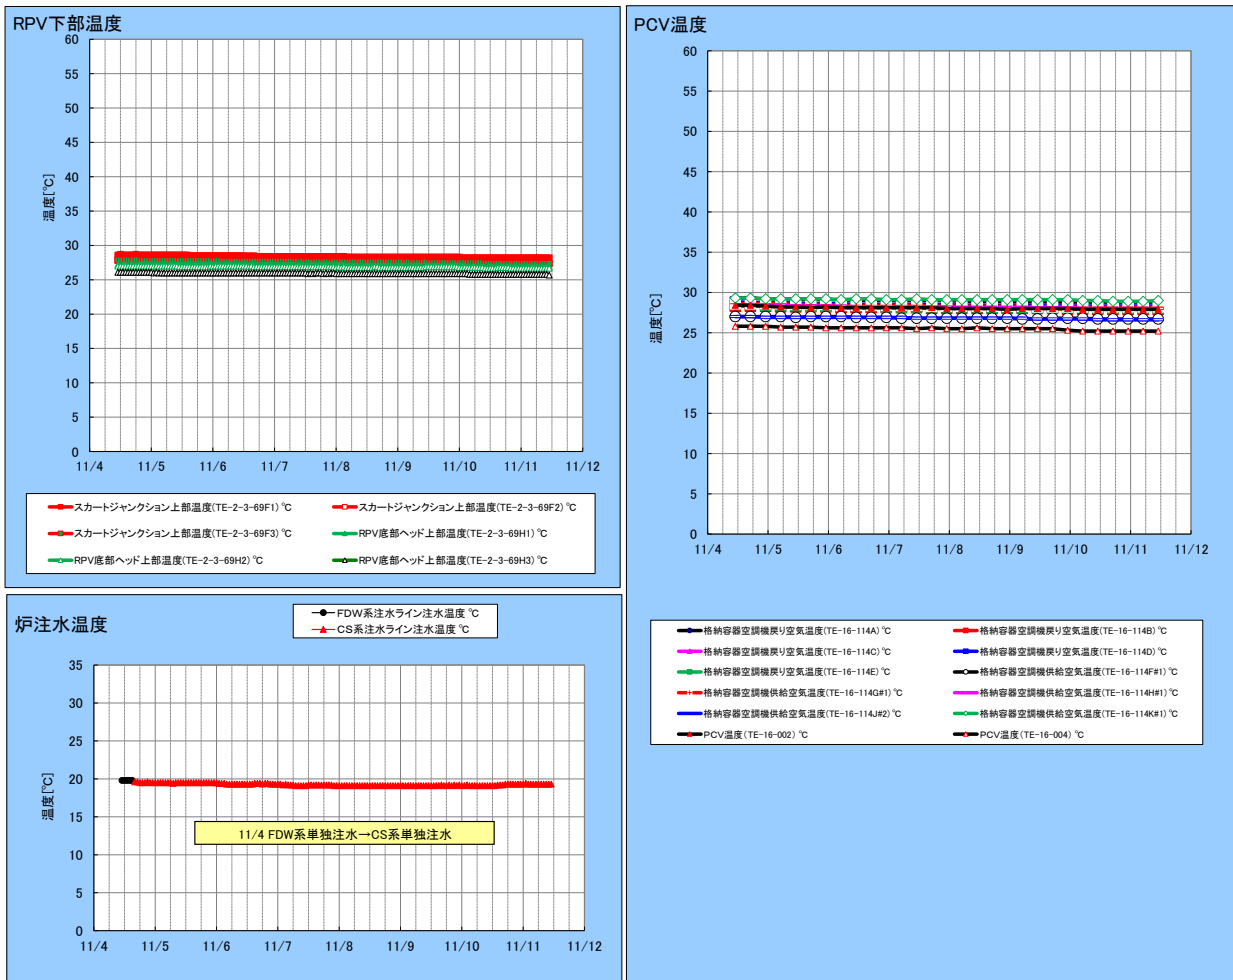 RPV下部温度
60
55
50
45
40
35
30
25
20
15
10
5
0
温度[℃]
11/4 11/5 11/6 11/7 11/8 11/9 11/10 11/11 11/12
スカートジャンクション上部温度(TE-2-3-69F1) ℃ スカートジャンクション上部温度(TE-2-3-69F2) ℃
スカートジャンクション上部温度(TE-2-3-69F3) ℃ RPV底部ヘッド上部温度(TE-2-3-69H1) ℃
RPV底部ヘッド上部温度(TE-2-3-69H2) ℃ RPV底部ヘッド上部温度(TE-2-3-69H3) ℃
炉注水温度
FDW系注水ライン注水温度 ℃
CS系注水ライン注水温度 ℃
35
30
25
20
15
10
5
0
温度[℃]
11/4 FDW系単独注水→CS系単独注水
11/4 11/5 11/6 11/7 11/8 11/9 11/10 11/11 11/12
PCV温度
60
55
50
45
40
35
30
25
20
15
10
5
0
温度[℃]
11/4 11/5 11/6 11/7 11/8 11/9 11/10 11/11 11/12
格納容器空調機戻り空気温度(TE-16-114A) ℃ 格納容器空調機戻り空気温度(TE-16-114B) ℃
格納容器空調機戻り空気温度(TE-16-114C) ℃ 格納容器空調機戻り空気温度(TE-16-114D) ℃
格納容器空調機戻り空気温度(TE-16-114E) ℃ 格納容器空調機供給空気温度(TE-16-114F#1) ℃
格納容器空調機供給空気温度(TE-16-114G#1) ℃ 格納容器空調機供給空気温度(TE-16-114H#1) ℃
格納容器空調機供給空気温度(TE-16-114J#2) ℃ 格納容器空調機供給空気温度(TE-16-114K#1) ℃
PCV温度(TE-16-002) ℃ PCV温度(TE-16-004) ℃